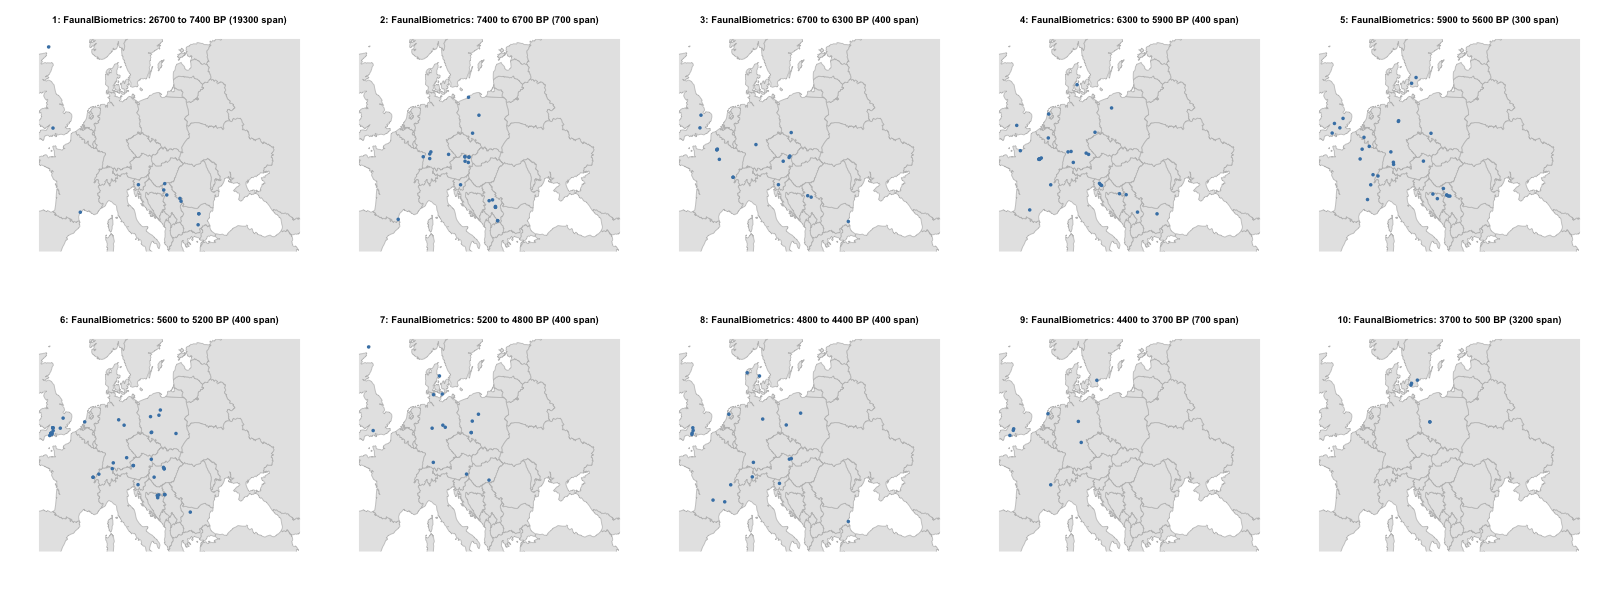 1: FaunalBiometrics: 26700 to 7400 BP (19300 span)
2: FaunalBiometrics: 7400 to 6700 BP (700 span)
3: FaunalBiometrics: 6700 to 6300 BP (400 span)
4: FaunalBiometrics: 6300 to 5900 BP (400 span)
5: FaunalBiometrics: 5900 to 5600 BP (300 span)
6: FaunalBiometrics: 5600 to 5200 BP (400 span)
7: FaunalBiometrics: 5200 to 4800 BP (400 span)
8: FaunalBiometrics: 4800 to 4400 BP (400 span)
9: FaunalBiometrics: 4400 to 3700 BP (700 span)
10: FaunalBiometrics: 3700 to 500 BP (3200 span)